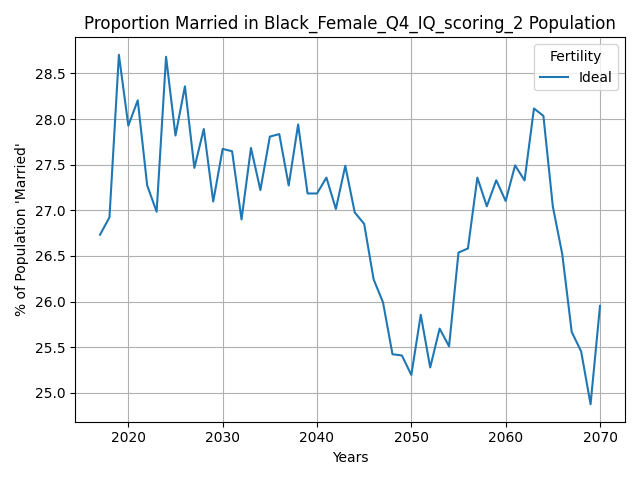 Proportion Married in Black_Female_Q4_IQ_scoring_2 Population
Fertility
Ideal
% of Population 'Married'
28.5
28.0
27.5
27.0
26.5
26.0
25.5
25.0
2020 2030 2040 2050 2060 2070
Years